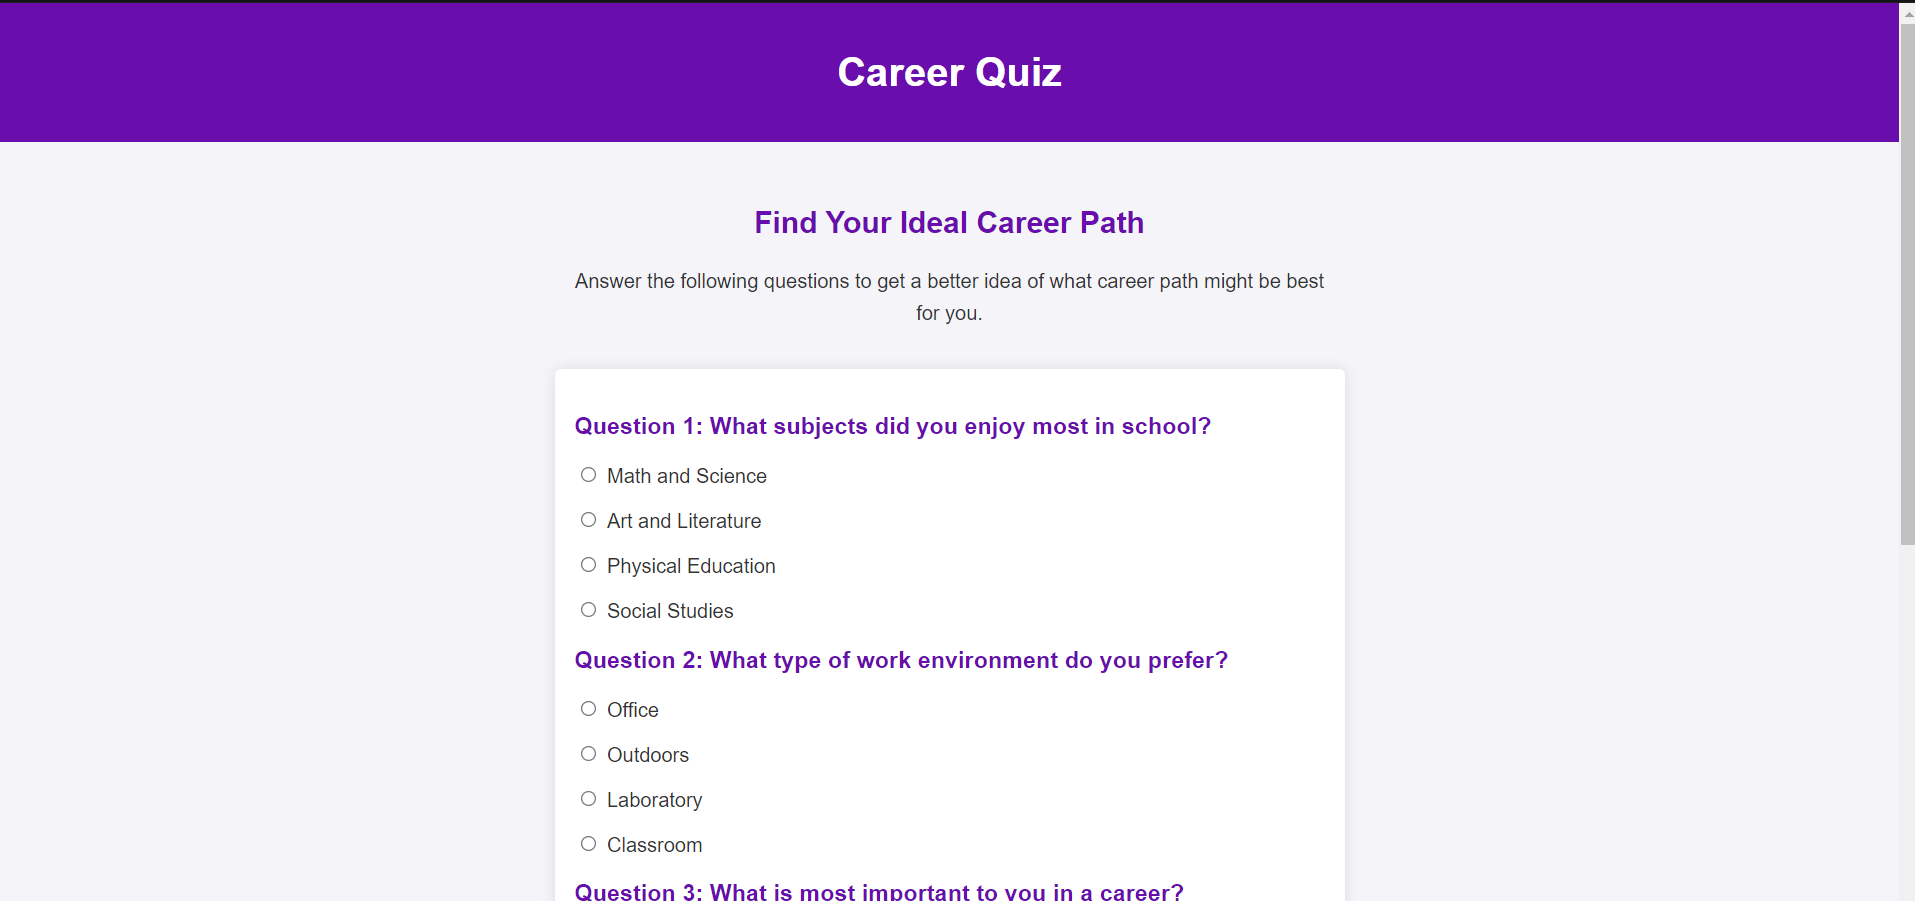 Career Quiz
Find Your Ideal Career Path
Answer the following questions to get a better idea of what career path might be best
for you.
Question 1: What subjects did you enjoy most in school?
Math and Science
Art and Literature
Physical Education
Social Studies
Question 2: What type of work environment do you prefer?
Office
Outdoors
Laboratory
Classroom
Question 3: What is most important to you in a career?